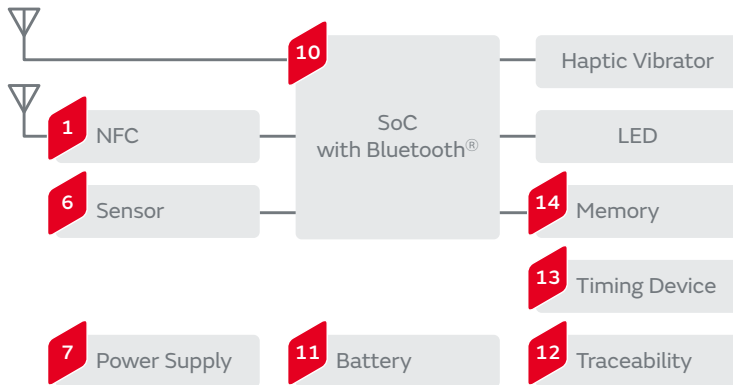 10
Haptic Vibrator
1
NFC
SoC
with Bluetooth®
LED
6
Sensor
14
Memory
13
Timing Device
7
Power Supply
11
Battery
12
Traceability